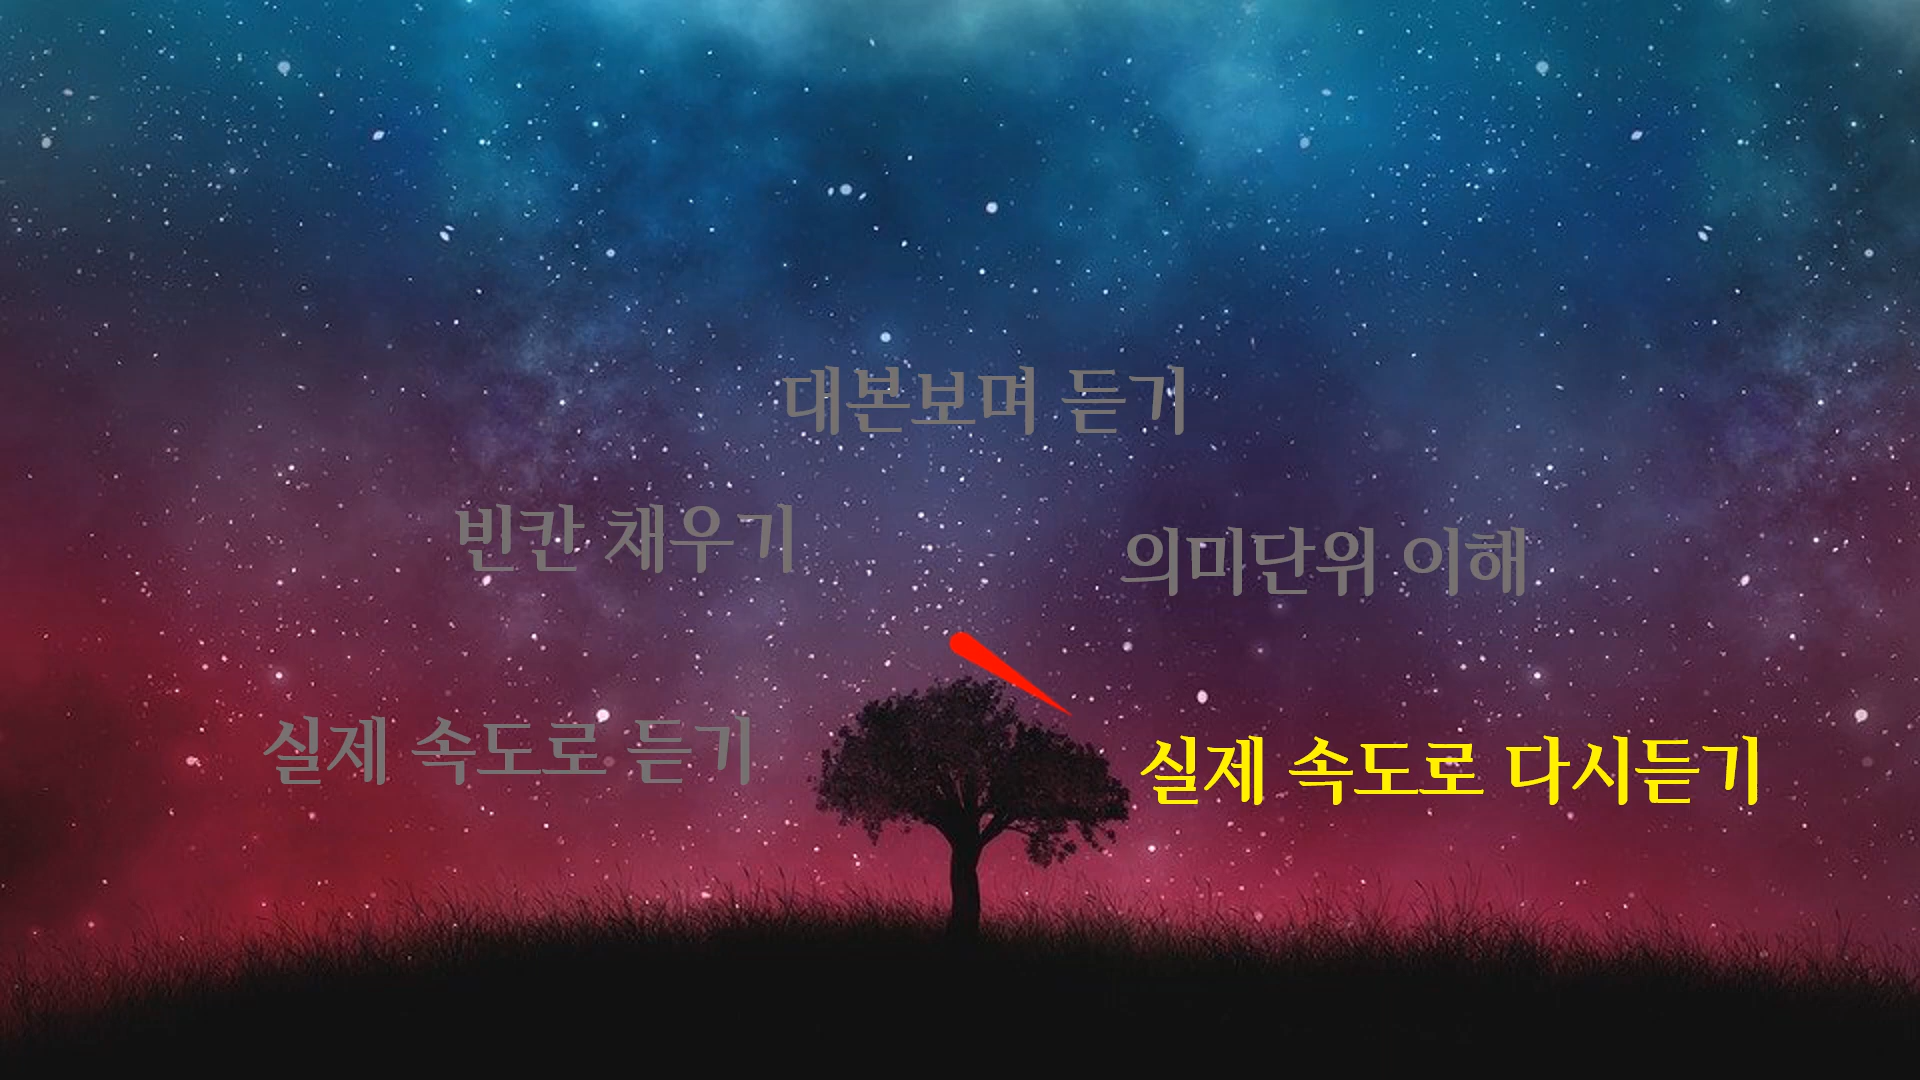 대본보며 듣기
빈칸 채우기
의미단위 이해
실제 속도로 듣기
실제 속도로 다시듣기